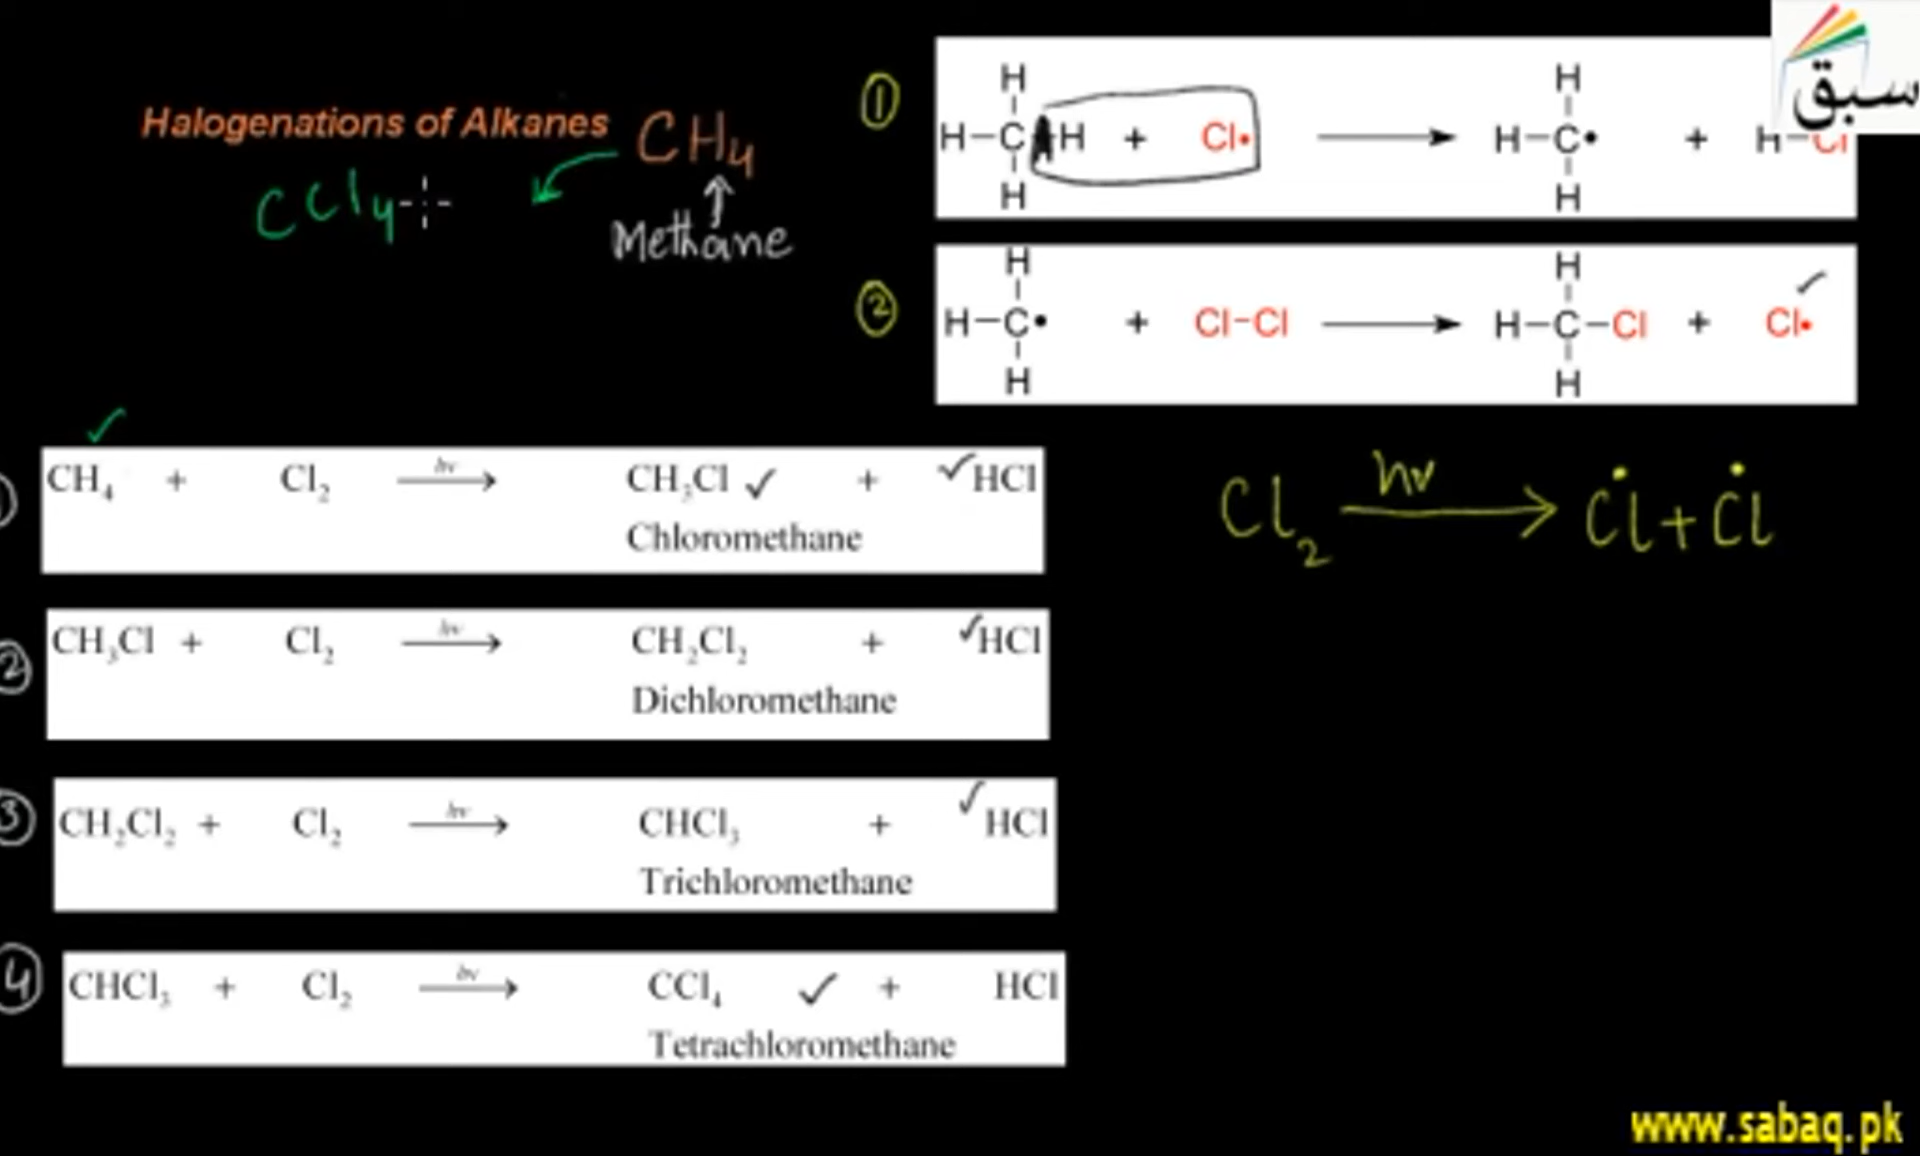 Halogenations of Alkanes CH4
CCl4
Methane
سبق
①
H
H–C H + Cl• → H–C• + H–Cl
H H
②
H H
H–C• + Cl–Cl → H–C–Cl + Cl•
H H
Cl₂ hν → Cl• + Cl•
① CH₄ + Cl₂ hν → CH₃Cl ✓ + ✓HCl
Chloromethane
② CH₃Cl + Cl₂ hν → CH₂Cl₂ + ✓HCl
Dichloromethane
③ CH₂Cl₂ + Cl₂ hν → CHCl₃ + ✓HCl
Trichloromethane
④ CHCl₃ + Cl₂ hν → CCl₄ ✓ + HCl
Tetrachloromethane
www.sabaq.pk